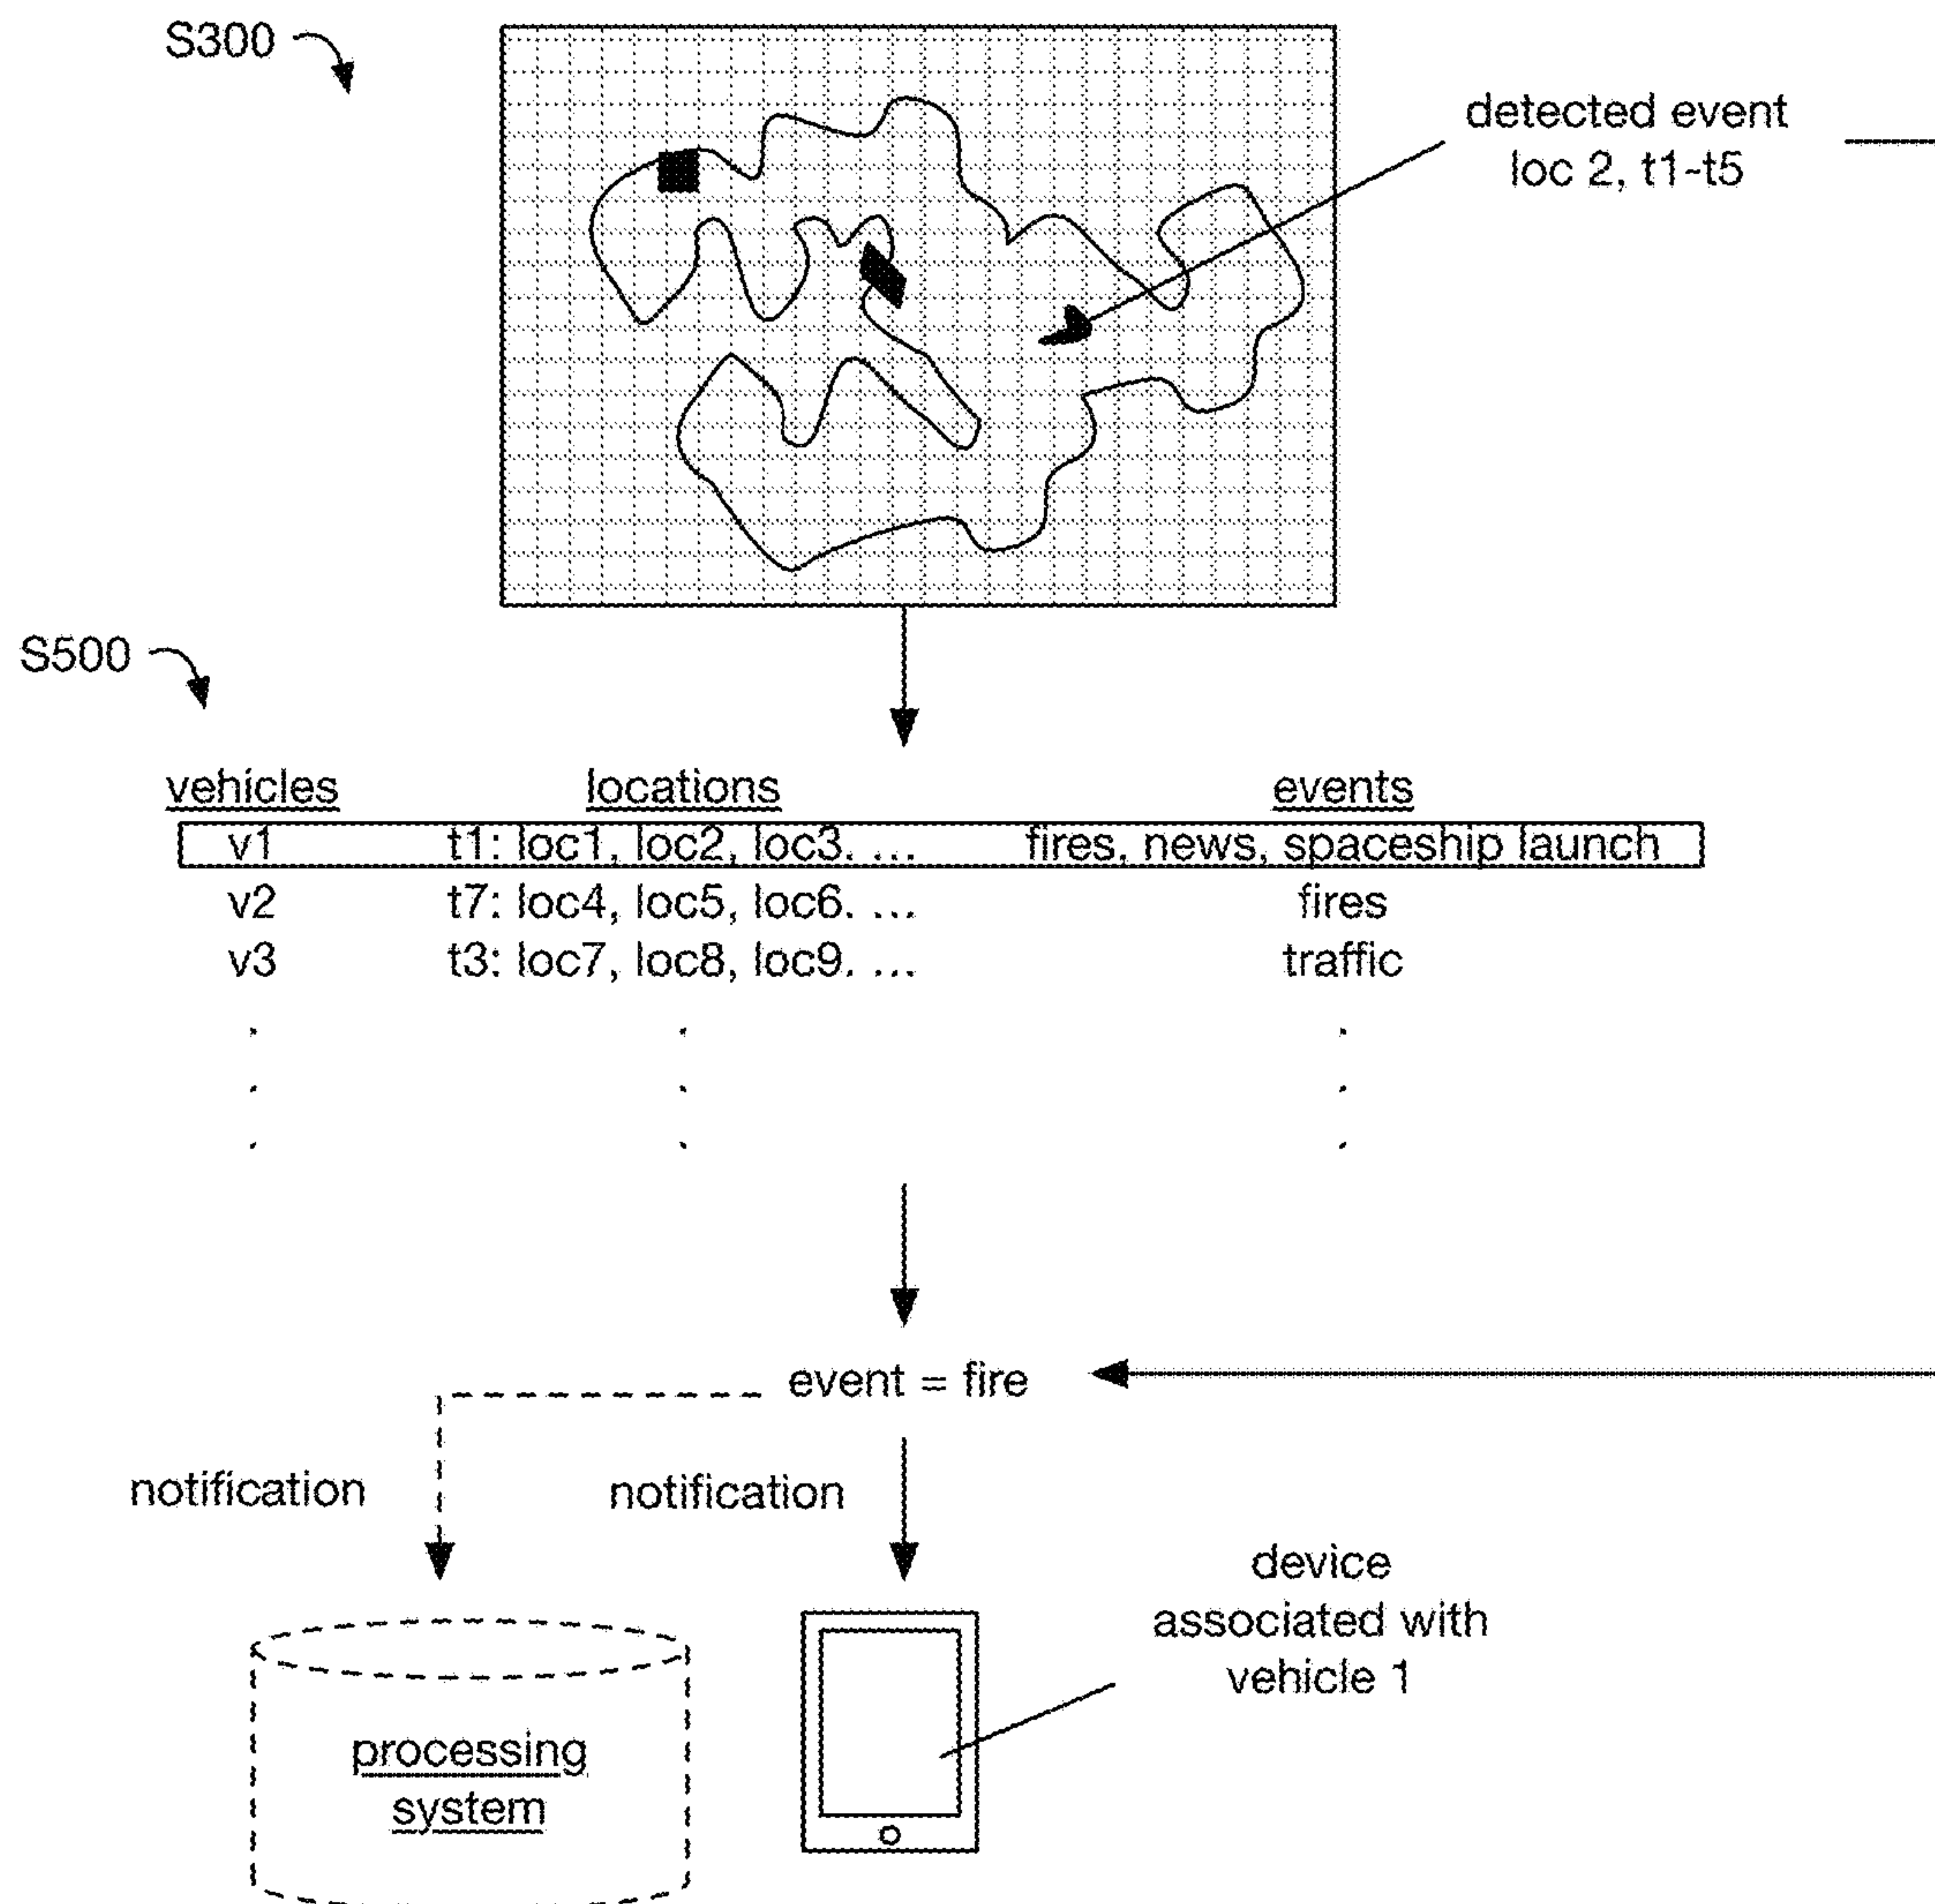 S300
detected event
loc 2, t1-t5
S500
vehicles locations events
v1 t1: loc1, loc2, loc3. ... fires, news, spaceship launch
v2 t7: loc4, loc5, loc6. ... fires
v3 t3: loc7, loc8, loc9. ... traffic
event = fire
notification notification
device
associated with
vehicle 1
processing
system